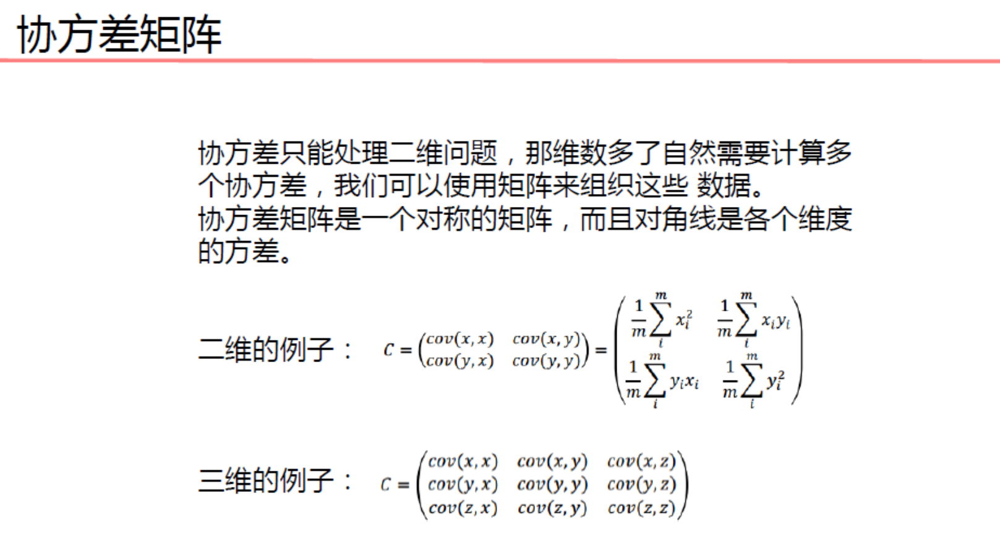 协方差矩阵
协方差只能处理二维问题，那维数多了自然需要计算多
个协方差，我们可以使用矩阵来组织这些 数据。
协方差矩阵是一个对称的矩阵，而且对角线是各个维度
的方差。
二维的例子： $C = \begin{pmatrix} cov(x,x) & cov(x,y) \\ cov(y,x) & cov(y,y) \end{pmatrix} = \begin{pmatrix} \frac{1}{m}\sum_{i}^{m} x_i^2 & \frac{1}{m}\sum_{i}^{m} x_i y_i \\ \frac{1}{m}\sum_{i}^{m} y_i x_i & \frac{1}{m}\sum_{i}^{m} y_i^2 \end{pmatrix}$
三维的例子： $C = \begin{pmatrix} cov(x,x) & cov(x,y) & cov(x,z) \\ cov(y,x) & cov(y,y) & cov(y,z) \\ cov(z,x) & cov(z,y) & cov(z,z) \end{pmatrix}$